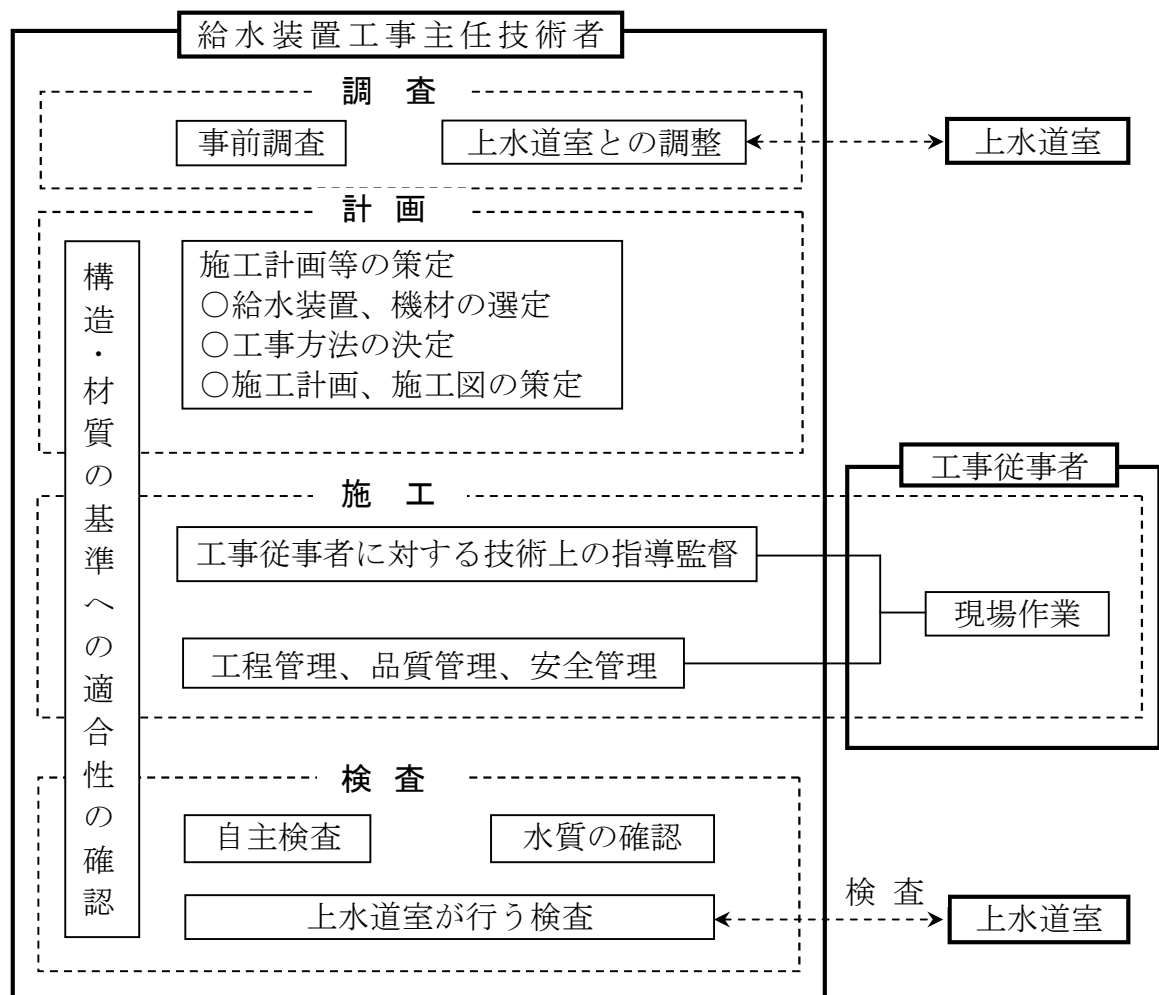 給水装置工事主任技術者
調 査
事前調査
上水道室との調整
上水道室
計 画
構造・材質の基準への適合性の確認
施工計画等の策定
○給水装置、機材の選定
○工事方法の決定
○施工計画、施工図の策定
工事従事者
施 工
工事従事者に対する技術上の指導監督
現場作業
工程管理、品質管理、安全管理
検 査
自主検査
水質の確認
上水道室が行う検査
検 査
上水道室